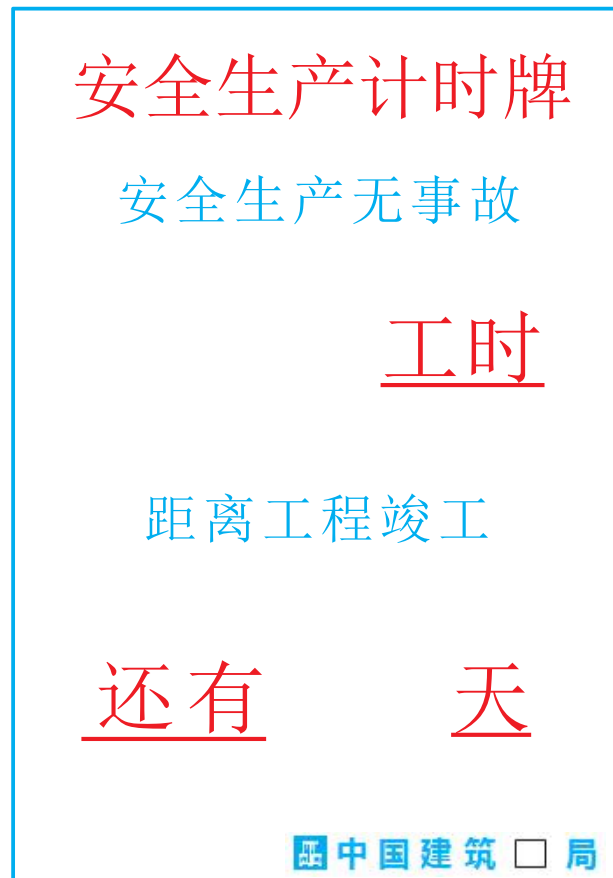 安全生产计时牌
安全生产无事故
工时
距离工程竣工
还有 天
中国建筑 □ 局